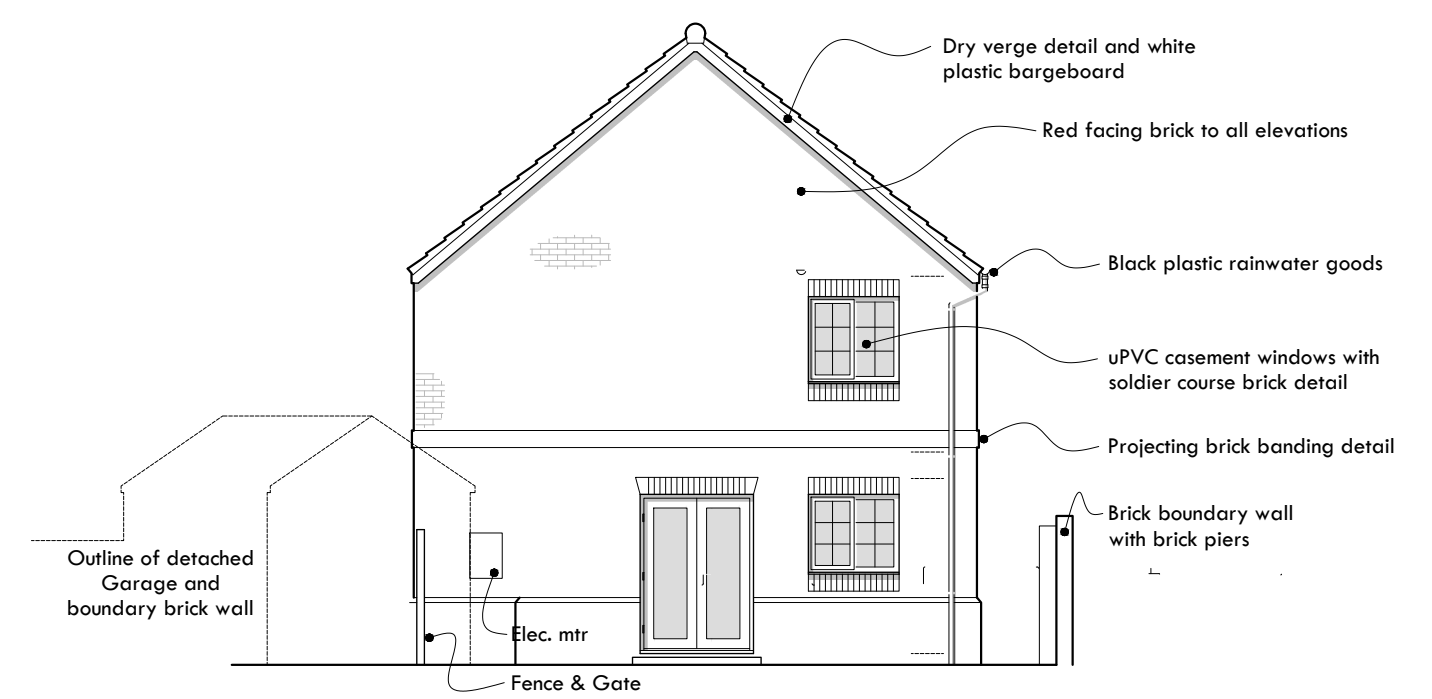 Dry verge detail and white
plastic bargeboard
Red facing brick to all elevations
Black plastic rainwater goods
uPVC casement windows with
soldier course brick detail
Projecting brick banding detail
Brick boundary wall
with brick piers
Outline of detached
Garage and
boundary brick wall
Elec. mtr
Fence & Gate